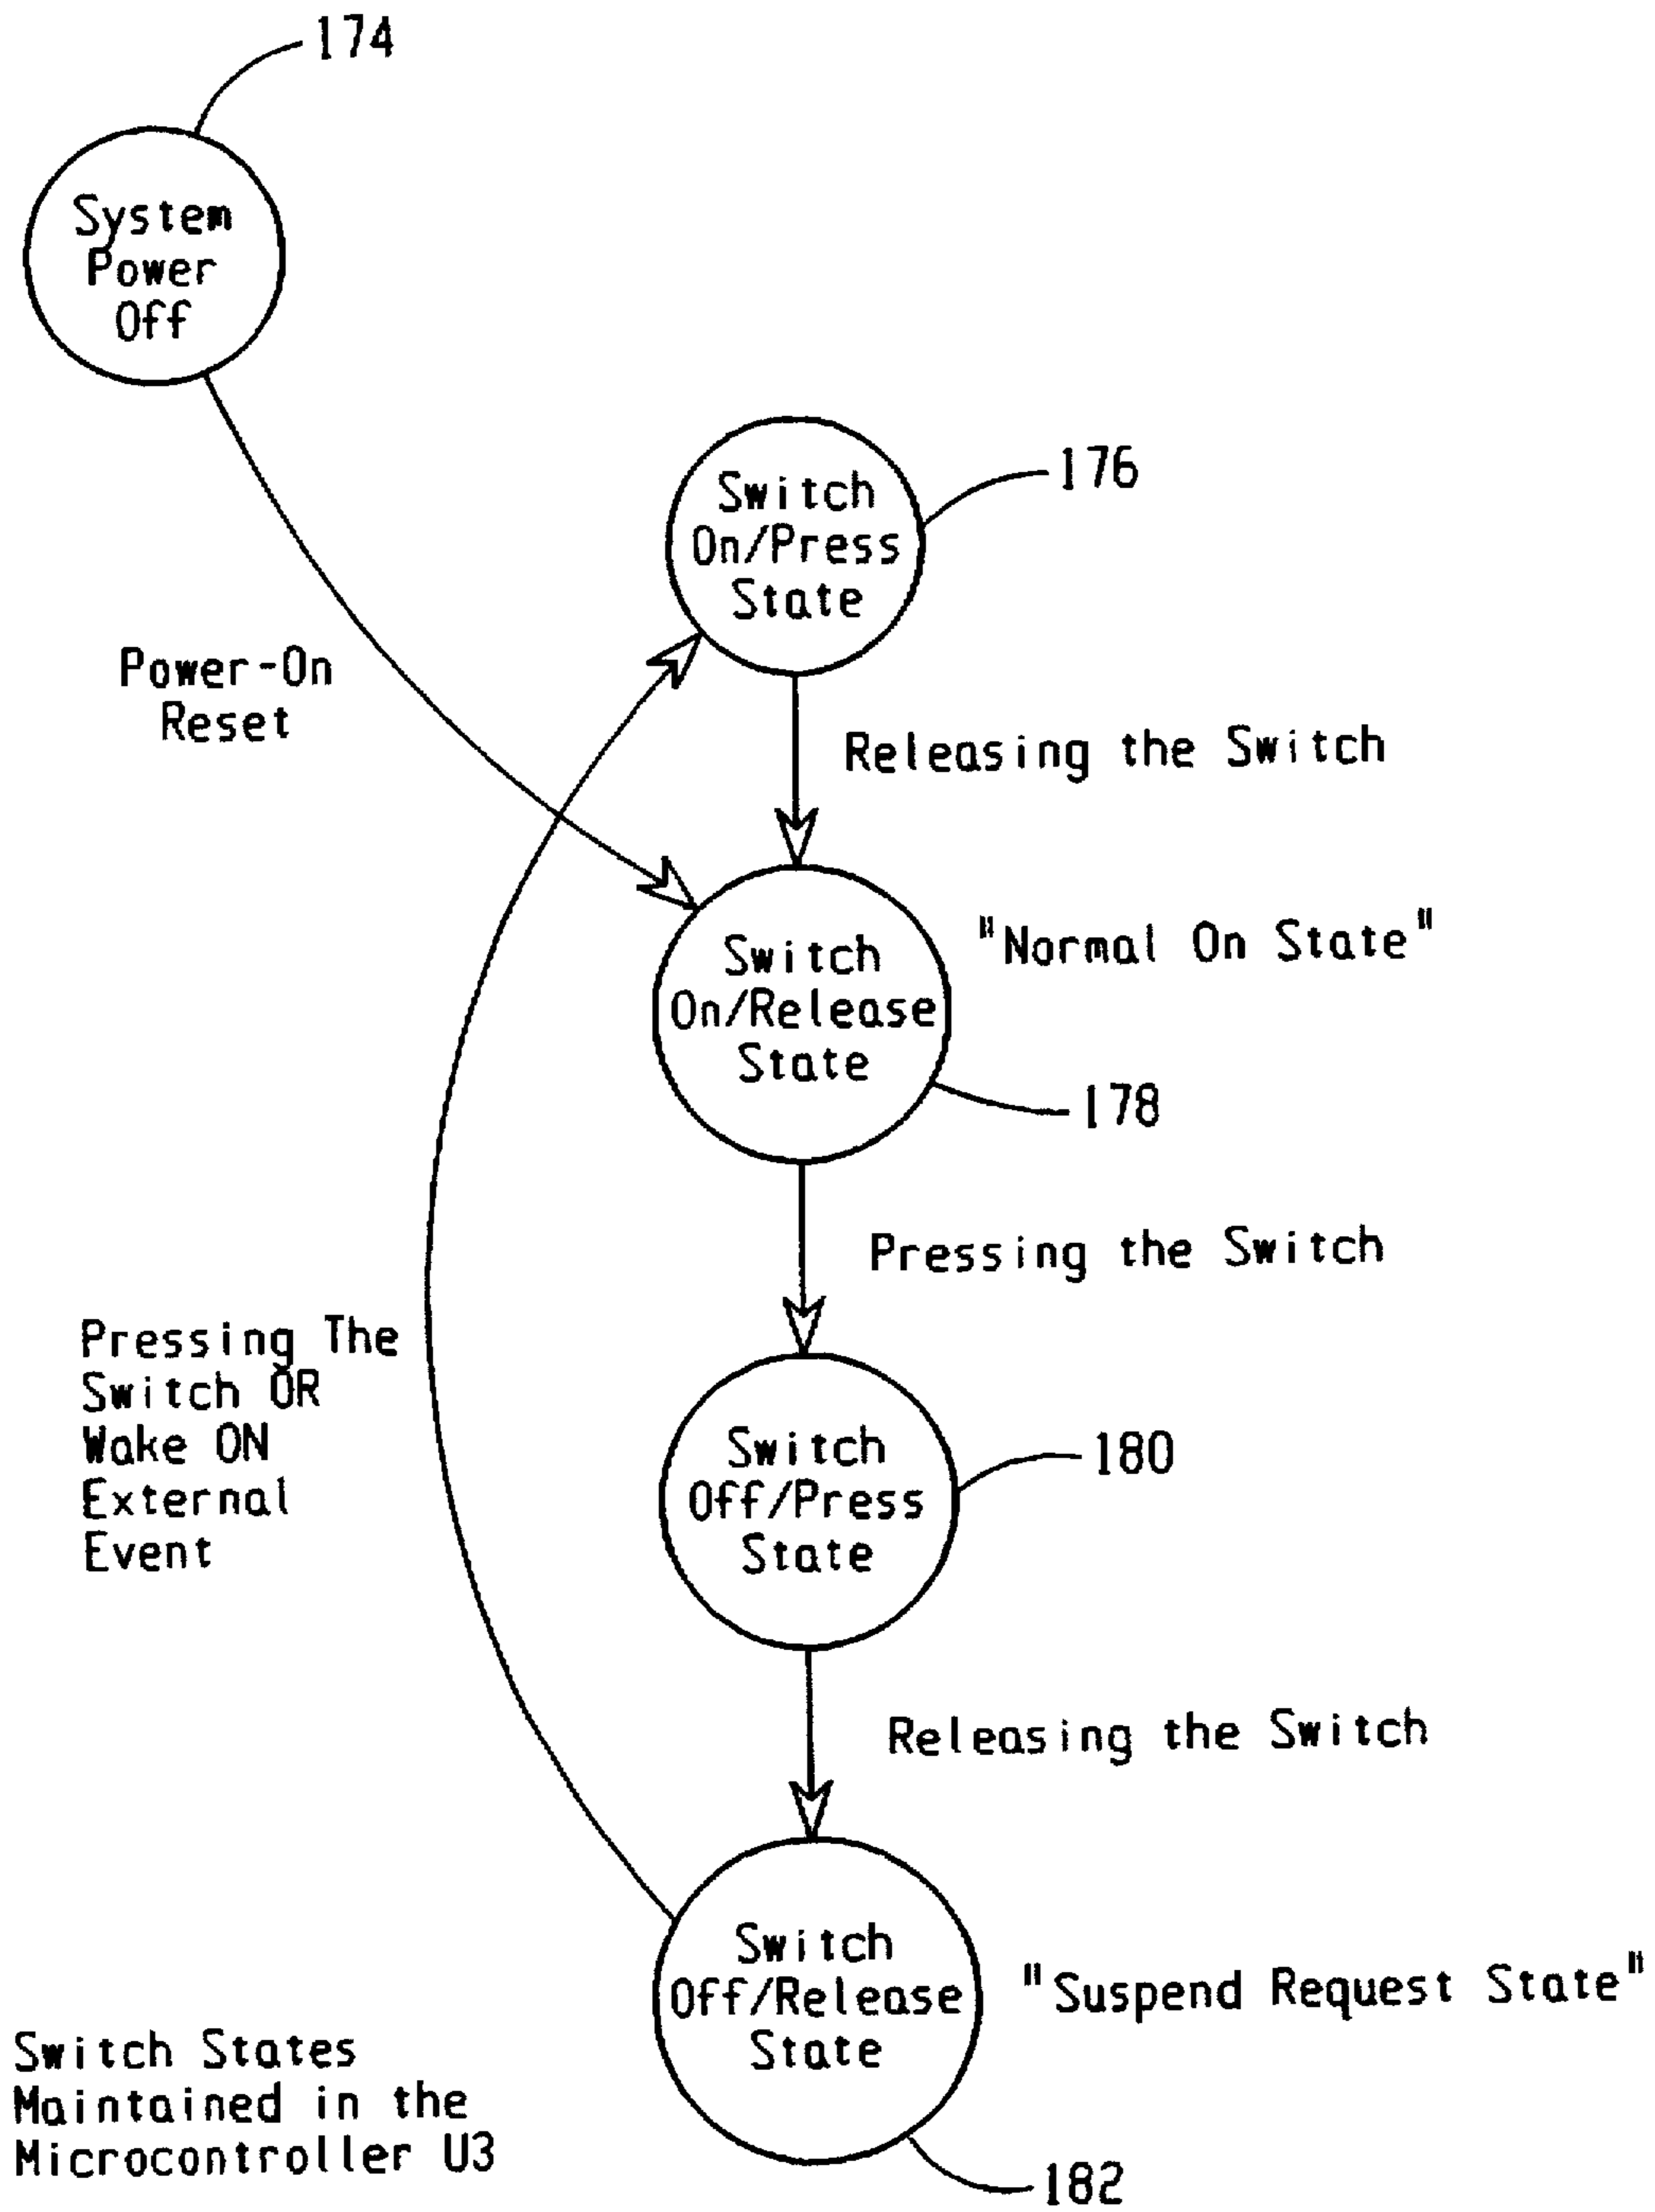 174
System
Power
Off
176
Switch
On/Press
State
Power-On
Reset
Releasing the Switch
"Normal On State"
Switch
On/Release
State
178
Pressing the Switch
Pressing The
Switch OR
Wake ON
External
Event
180
Switch
Off/Press
State
Releasing the Switch
Switch
Off/Release
State
"Suspend Request State"
Switch States
Maintained in the
Microcontroller U3
182